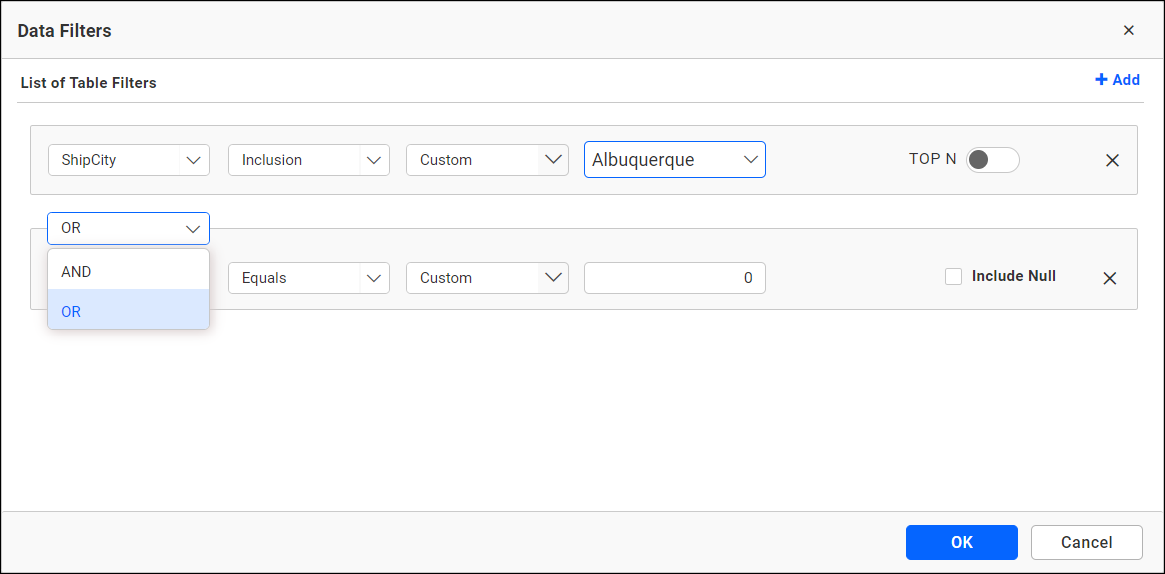 Data Filters
List of Table Filters
Add
ShipCity Inclusion Custom Albuquerque TOP N
OR
AND
Equals Custom 0 Include Null
OR
OK Cancel